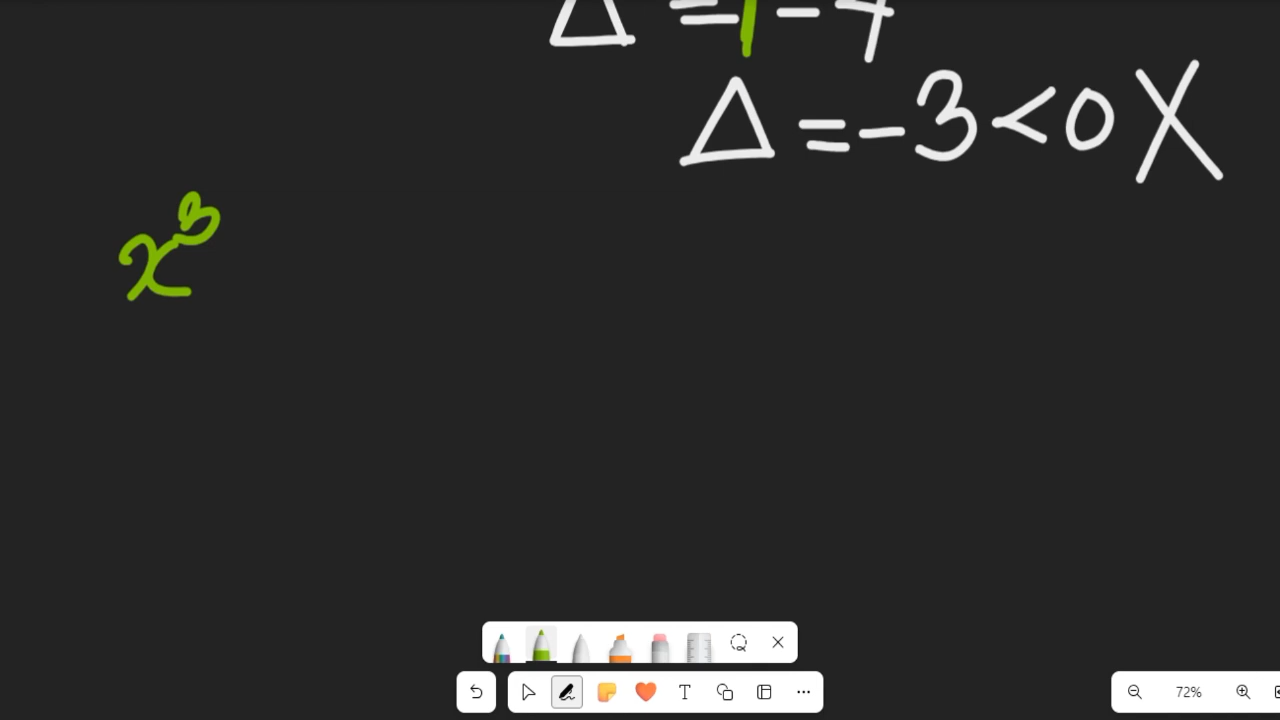 Δ = 1 - 4
Δ = -3 < 0 X
x³
72%